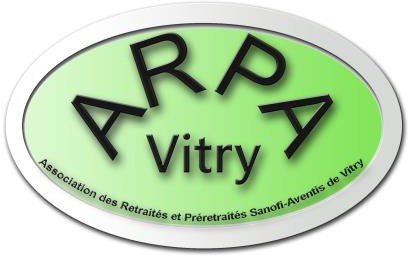 ARPA
Vitry
Association des Retraités et Préretraités Sanofi-Aventis de Vitry